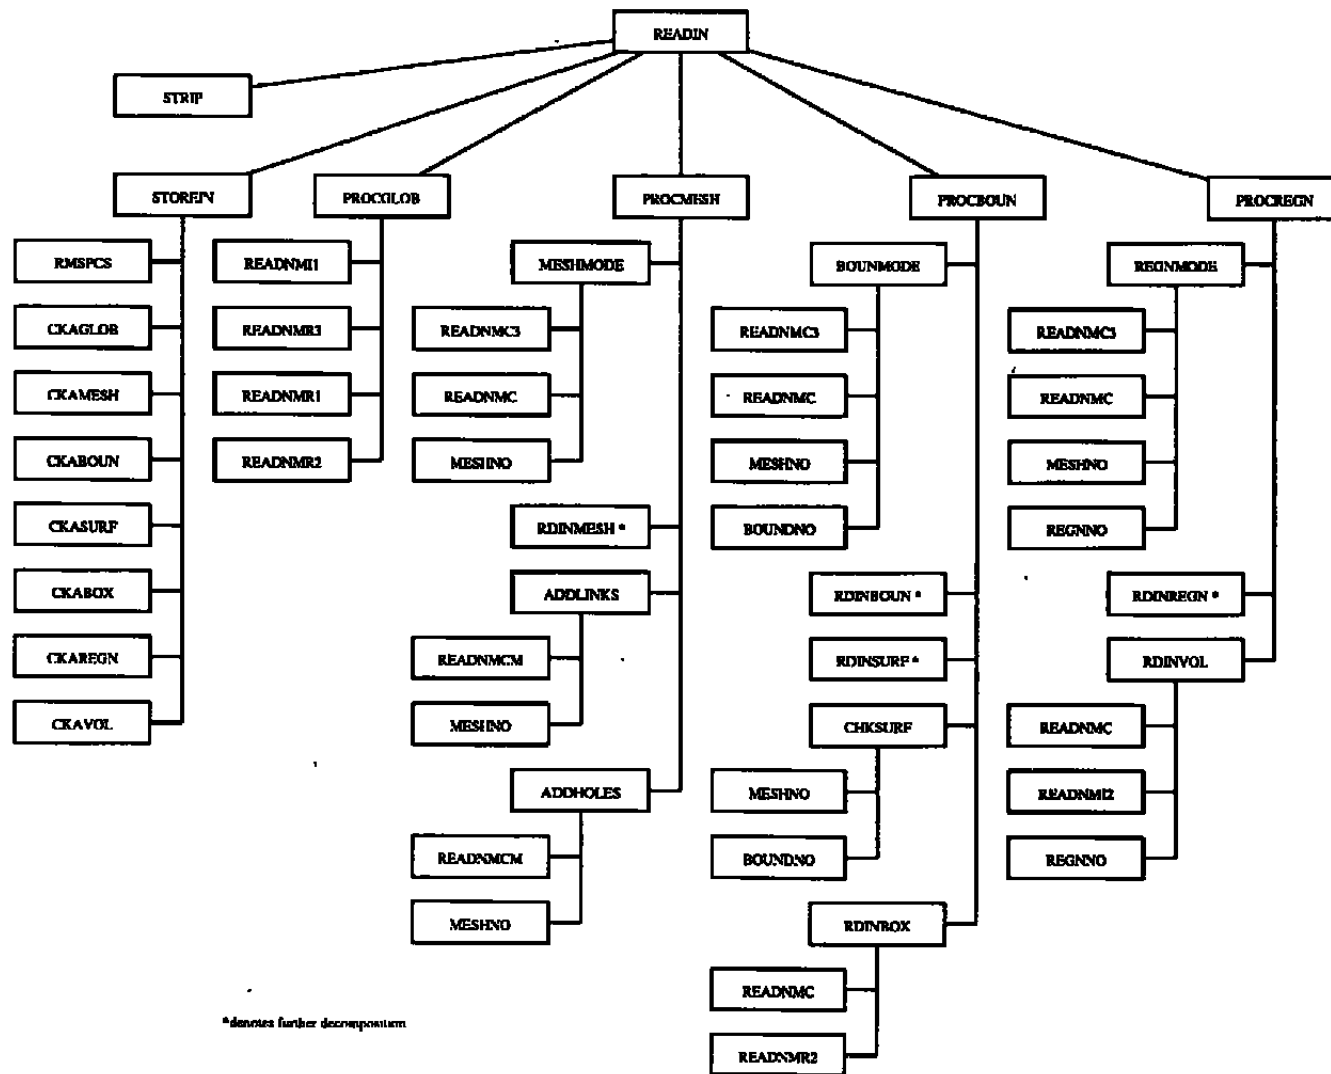 READIN
STRIP
STOREIN
PROCGLOB
PROCMESH
PROCBOUN
PROCREGN
RMSPCS
CKAGLOB
CKAMESH
CKABOUN
CKASURF
CKABOX
CKAREGN
CKAVOL
READNMI1
READNMR3
READNMR1
READNMR2
MESHMODE
READNMC3
READNMC
MESHNO
RDINMESH *
ADDLINKS
READNMCM
MESHNO
ADDHOLES
READNMCM
MESHNO
BOUNMODE
READNMC3
READNMC
MESHNO
BOUNDNO
RDINBOUN *
RDINSURF *
CHKSURF
MESHNO
BOUNDNO
RDINBOX
READNMC
READNMR2
REGNMODE
READNMC3
READNMC
MESHNO
REGNNO
RDINREGN *
RDINVOL
READNMC
READNMI2
REGNNO
*denotes further decomposition